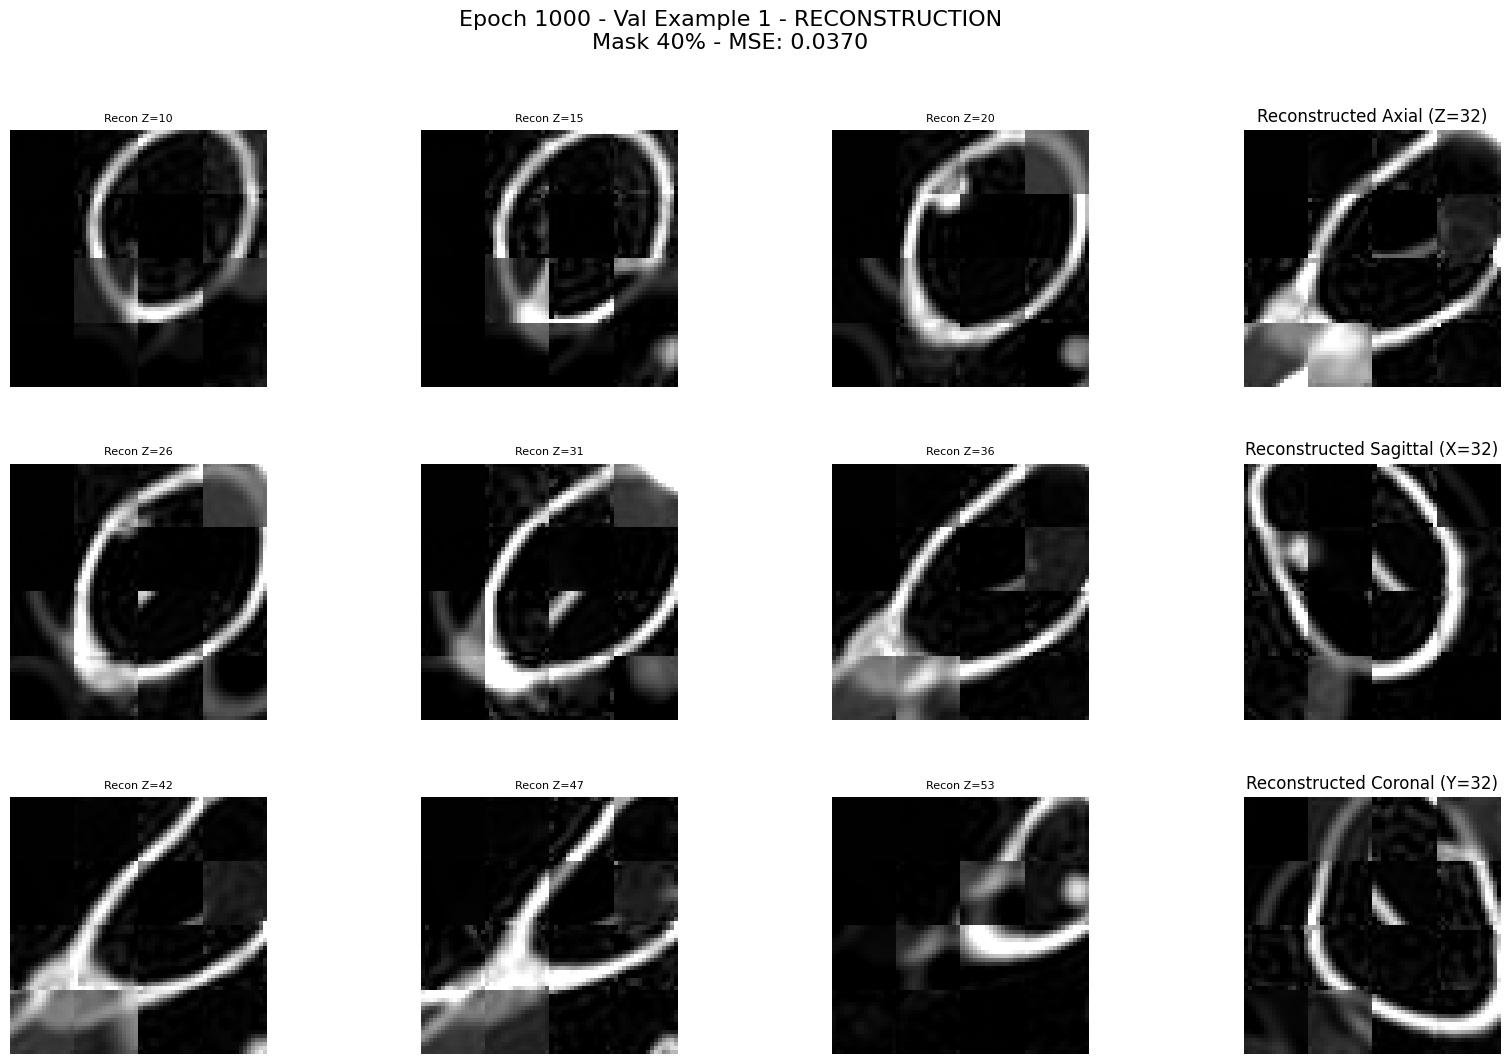 Epoch 1000 - Val Example 1 - RECONSTRUCTION
Mask 40% - MSE: 0.0370
Recon Z=10
Recon Z=15
Recon Z=20
Reconstructed Axial (Z=32)
Recon Z=26
Recon Z=31
Recon Z=36
Reconstructed Sagittal (X=32)
Recon Z=42
Recon Z=47
Recon Z=53
Reconstructed Coronal (Y=32)